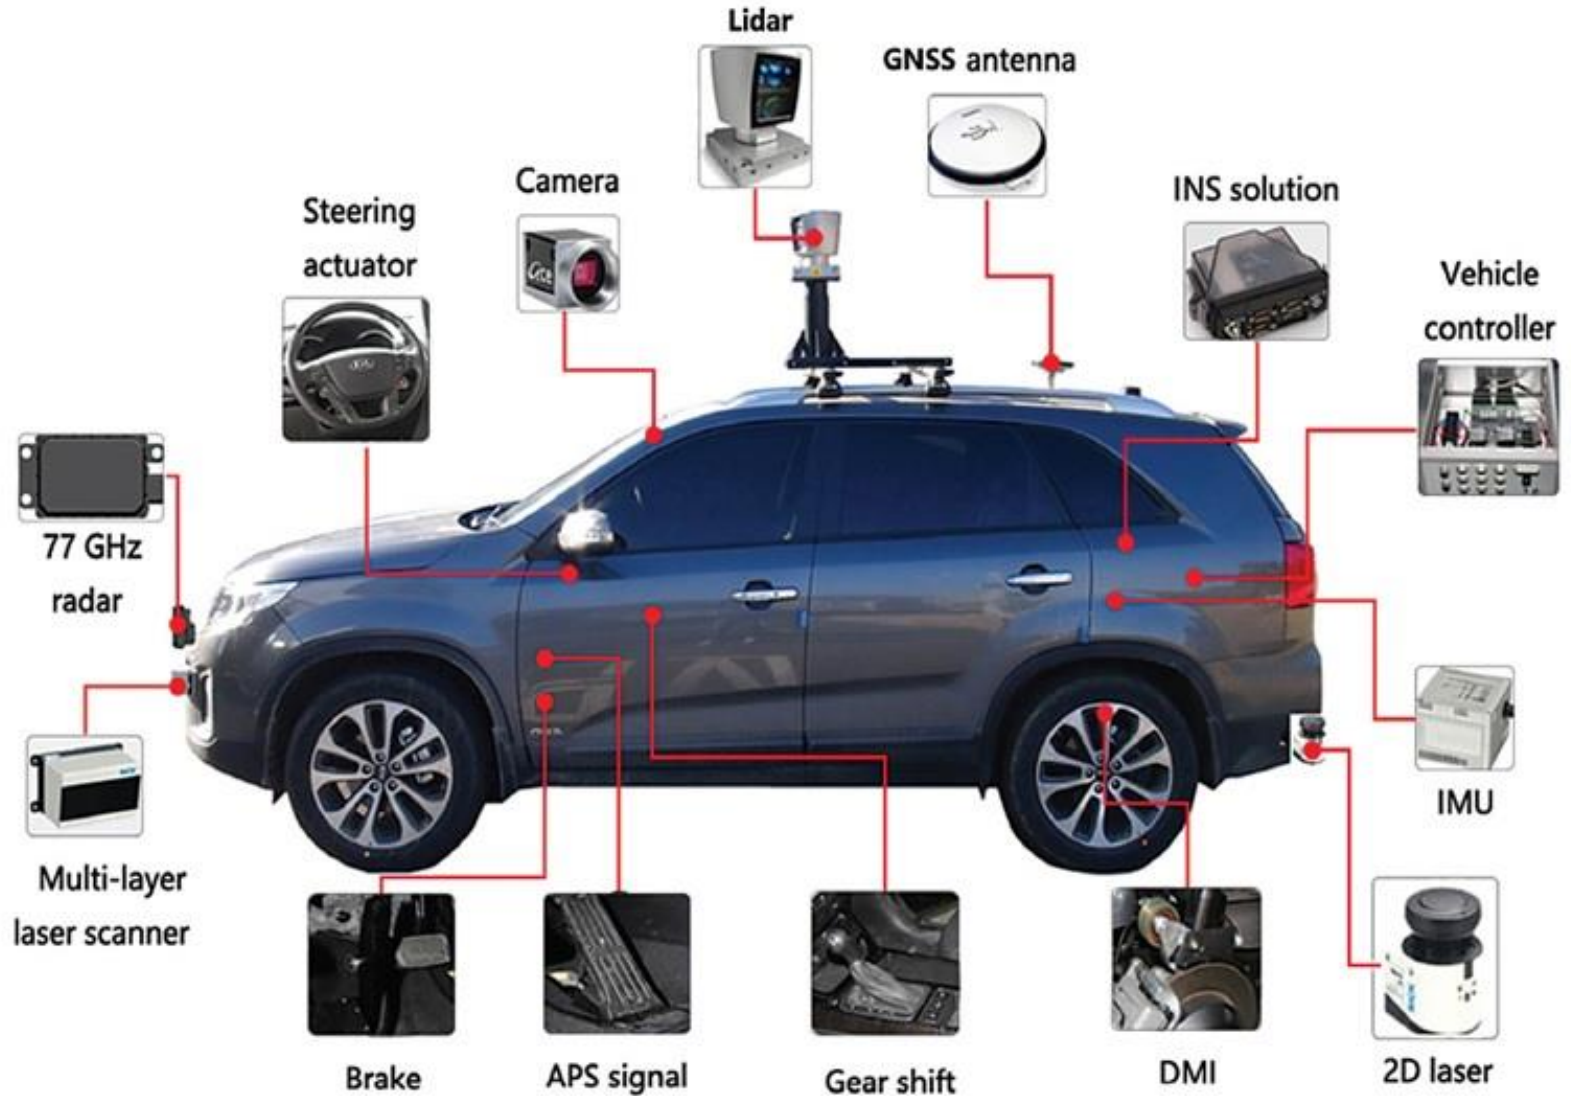 Lidar
GNSS antenna
Camera
INS solution
Steering
actuator
Vehicle
controller
77 GHz
radar
IMU
Multi-layer
laser scanner
Brake
APS signal
Gear shift
DMI
2D laser